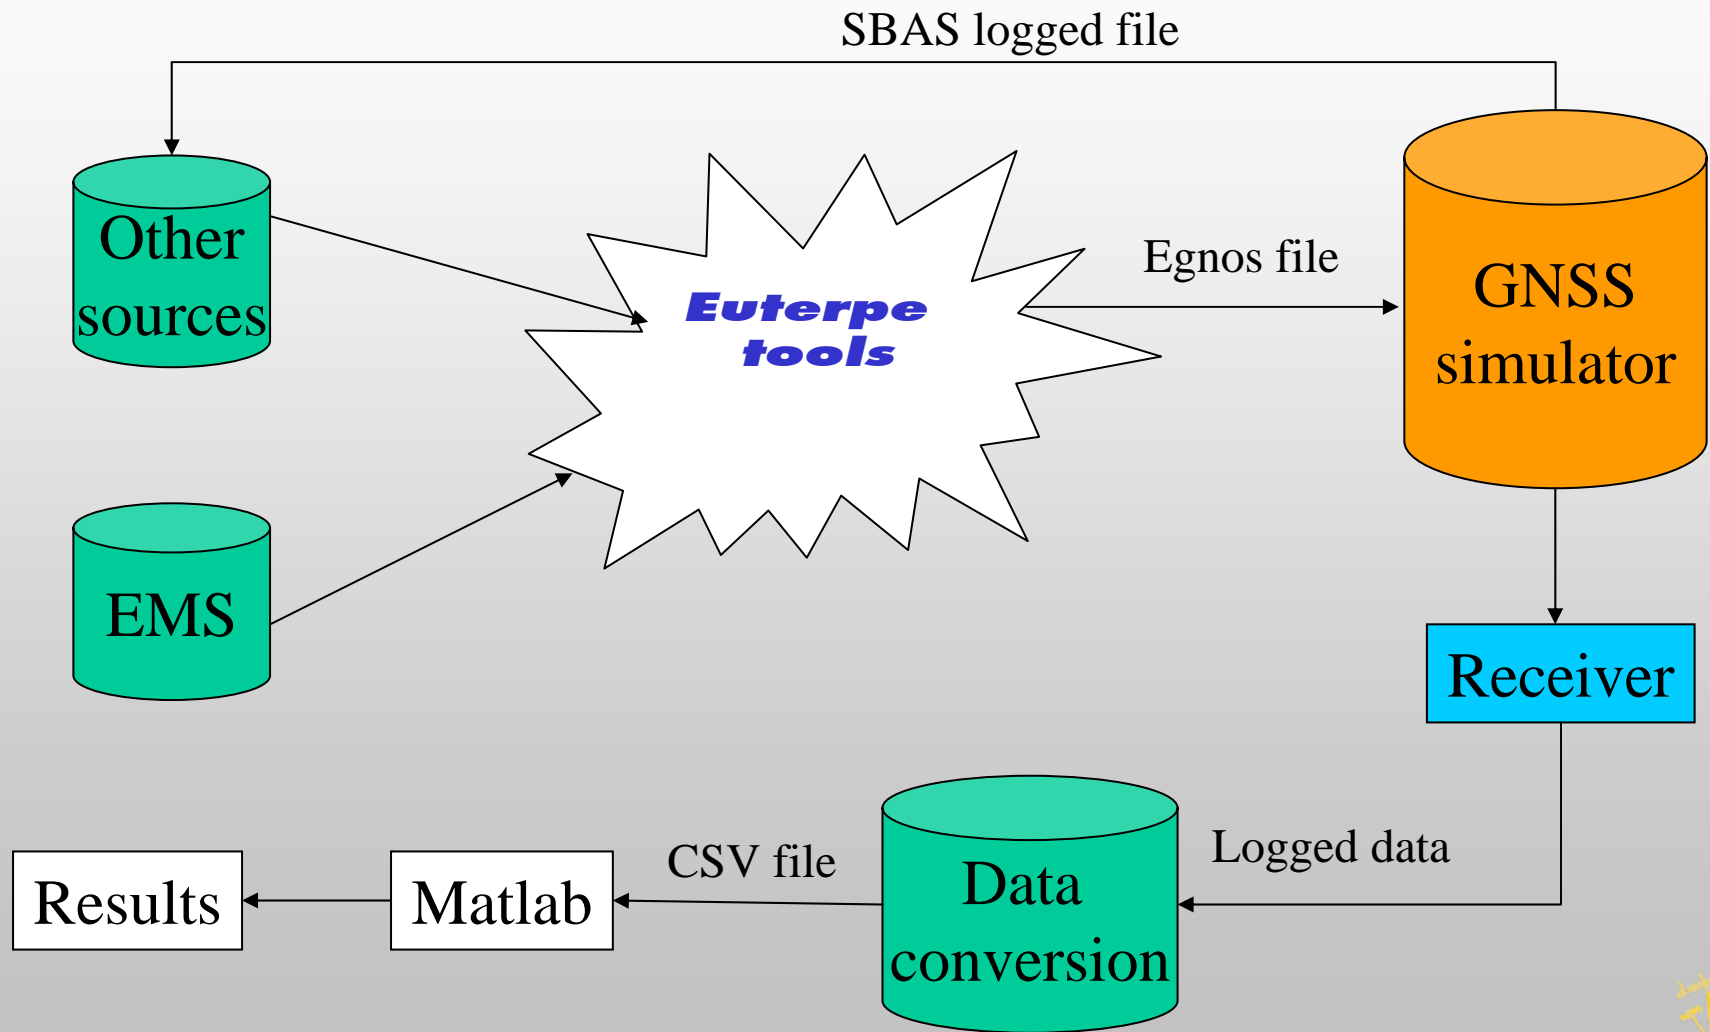 SBAS logged file
Other
sources
Euterpe
tools
Egnos file
GNSS
simulator
EMS
Receiver
Logged data
Data
conversion
CSV file
Matlab
Results